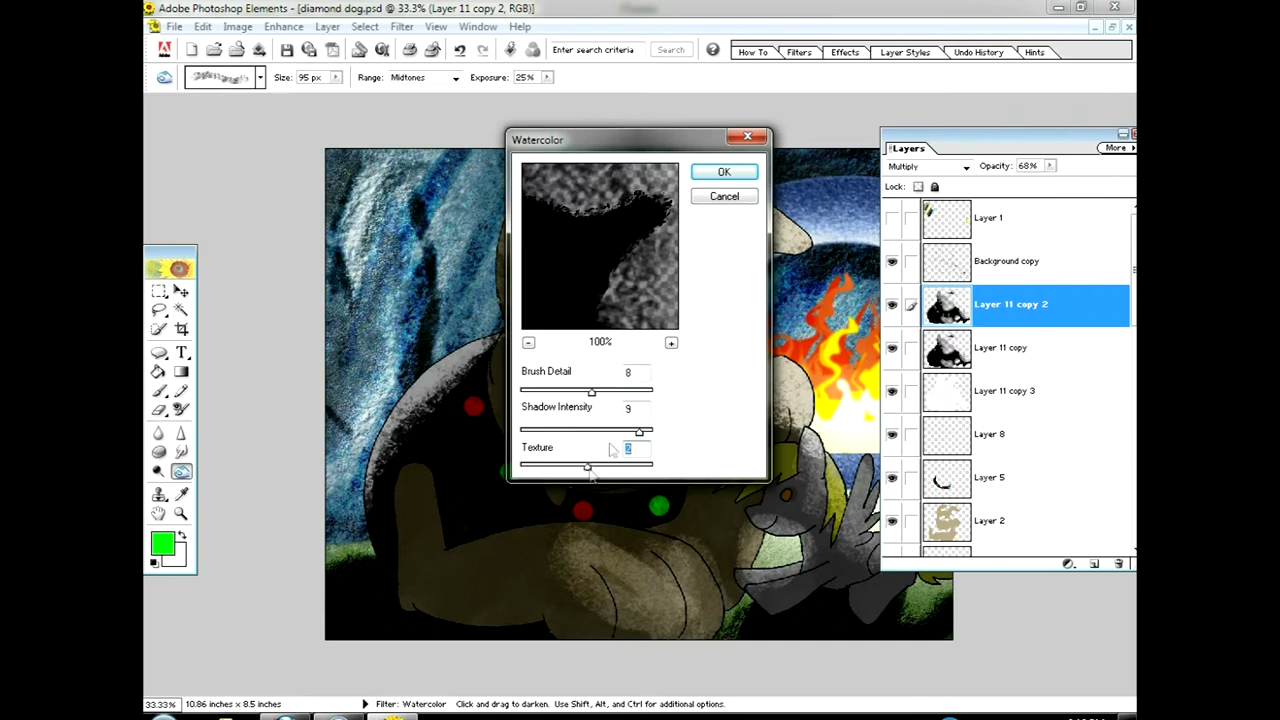 Adobe Photoshop Elements - [diamond dog.psd @ 33.3% (Layer 11 copy 2, RGB)]
File Edit Image Enhance Layer Select Filter View Window Help
Enter search criteria Search How To Filters Effects Layer Styles Undo History Hints
Size: 95 px Range: Midtones Exposure: 25%
Watercolor
OK
Cancel
100%
Brush Detail 8
Shadow Intensity 9
Texture 2
Layers More
Multiply Opacity: 68%
Lock:
Layer 1
Background copy
Layer 11 copy 2
Layer 11 copy
Layer 11 copy 3
Layer 8
Layer 5
Layer 2
33.33% 10.86 inches x 8.5 inches Filter: Watercolor Click and drag to darken. Use Shift, Alt, and Ctrl for additional options.